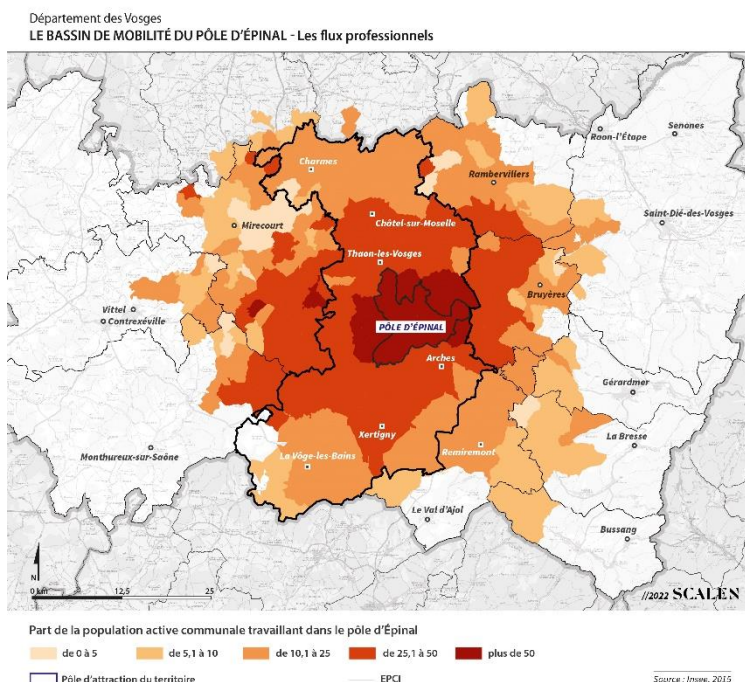 Département des Vosges
LE BASSIN DE MOBILITÉ DU PÔLE D'ÉPINAL - Les flux professionnels
Raon-l'Étape
Senones
Charmes
Rambervillers
Mirecourt
Châtel-sur-Moselle
Saint-Dié-des-Vosges
Thaon-les-Vosges
Bruyères
Vittel
Contrexéville
PÔLE D'ÉPINAL
Arches
Gérardmer
Xertigny
La Bresse
Monthureux-sur-Saône
La Vôge-les-Bains
Remiremont
Le Val d'Ajol
Bussang
N
0 km 12,5 25
//2022 SCALEN
Part de la population active communale travaillant dans le pôle d'Épinal
de 0 à 5 de 5,1 à 10 de 10,1 à 25 de 25,1 à 50 plus de 50
Pôle d'attraction du territoire EPCI Source : Insee, 2015